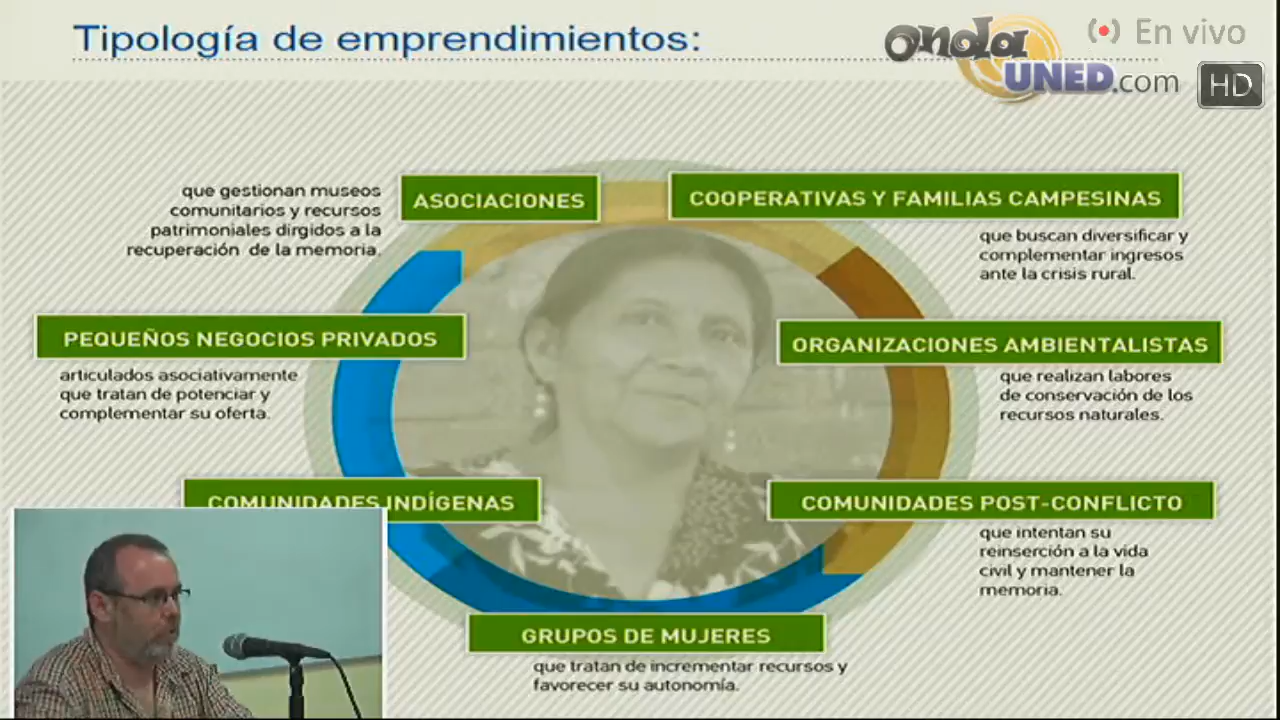 Tipología de emprendimientos:
onda
UNED.com
En vivo
HD
ASOCIACIONES
que gestionan museos
comunitarios y recursos
patrimoniales dirgidos a la
recuperación de la memoria.
COOPERATIVAS Y FAMILIAS CAMPESINAS
que buscan diversificar y
complementar ingresos
ante la crisis rural.
PEQUEÑOS NEGOCIOS PRIVADOS
articulados asociativamente
que tratan de potenciar y
complementar su oferta.
ORGANIZACIONES AMBIENTALISTAS
que realizan labores
de conservación de los
recursos naturales.
COMUNIDADES INDÍGENAS
COMUNIDADES POST-CONFLICTO
que intentan su
reinserción a la vida
civil y mantener la
memoria.
GRUPOS DE MUJERES
que tratan de incrementar recursos y
favorecer su autonomía.